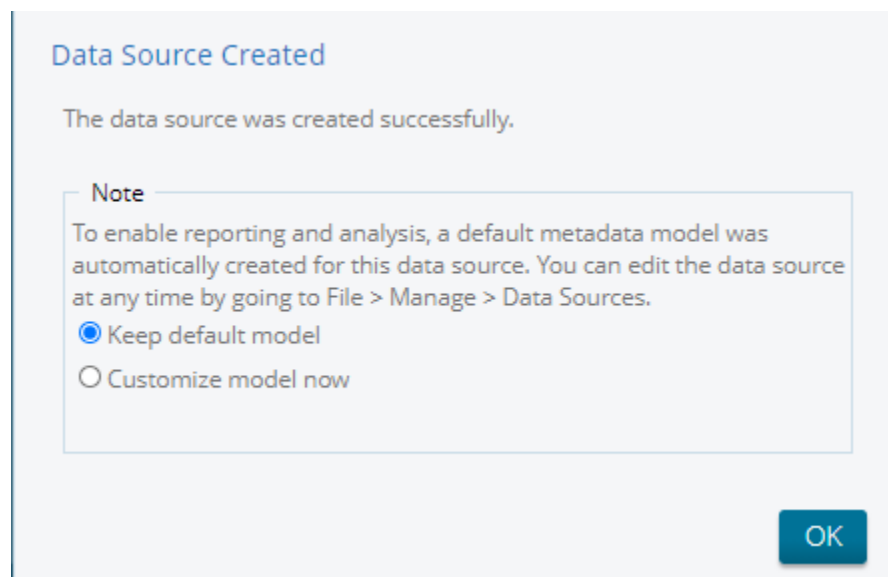 Data Source Created
The data source was created successfully.
Note
To enable reporting and analysis, a default metadata model was
automatically created for this data source. You can edit the data source
at any time by going to File > Manage > Data Sources.
Keep default model
Customize model now
OK